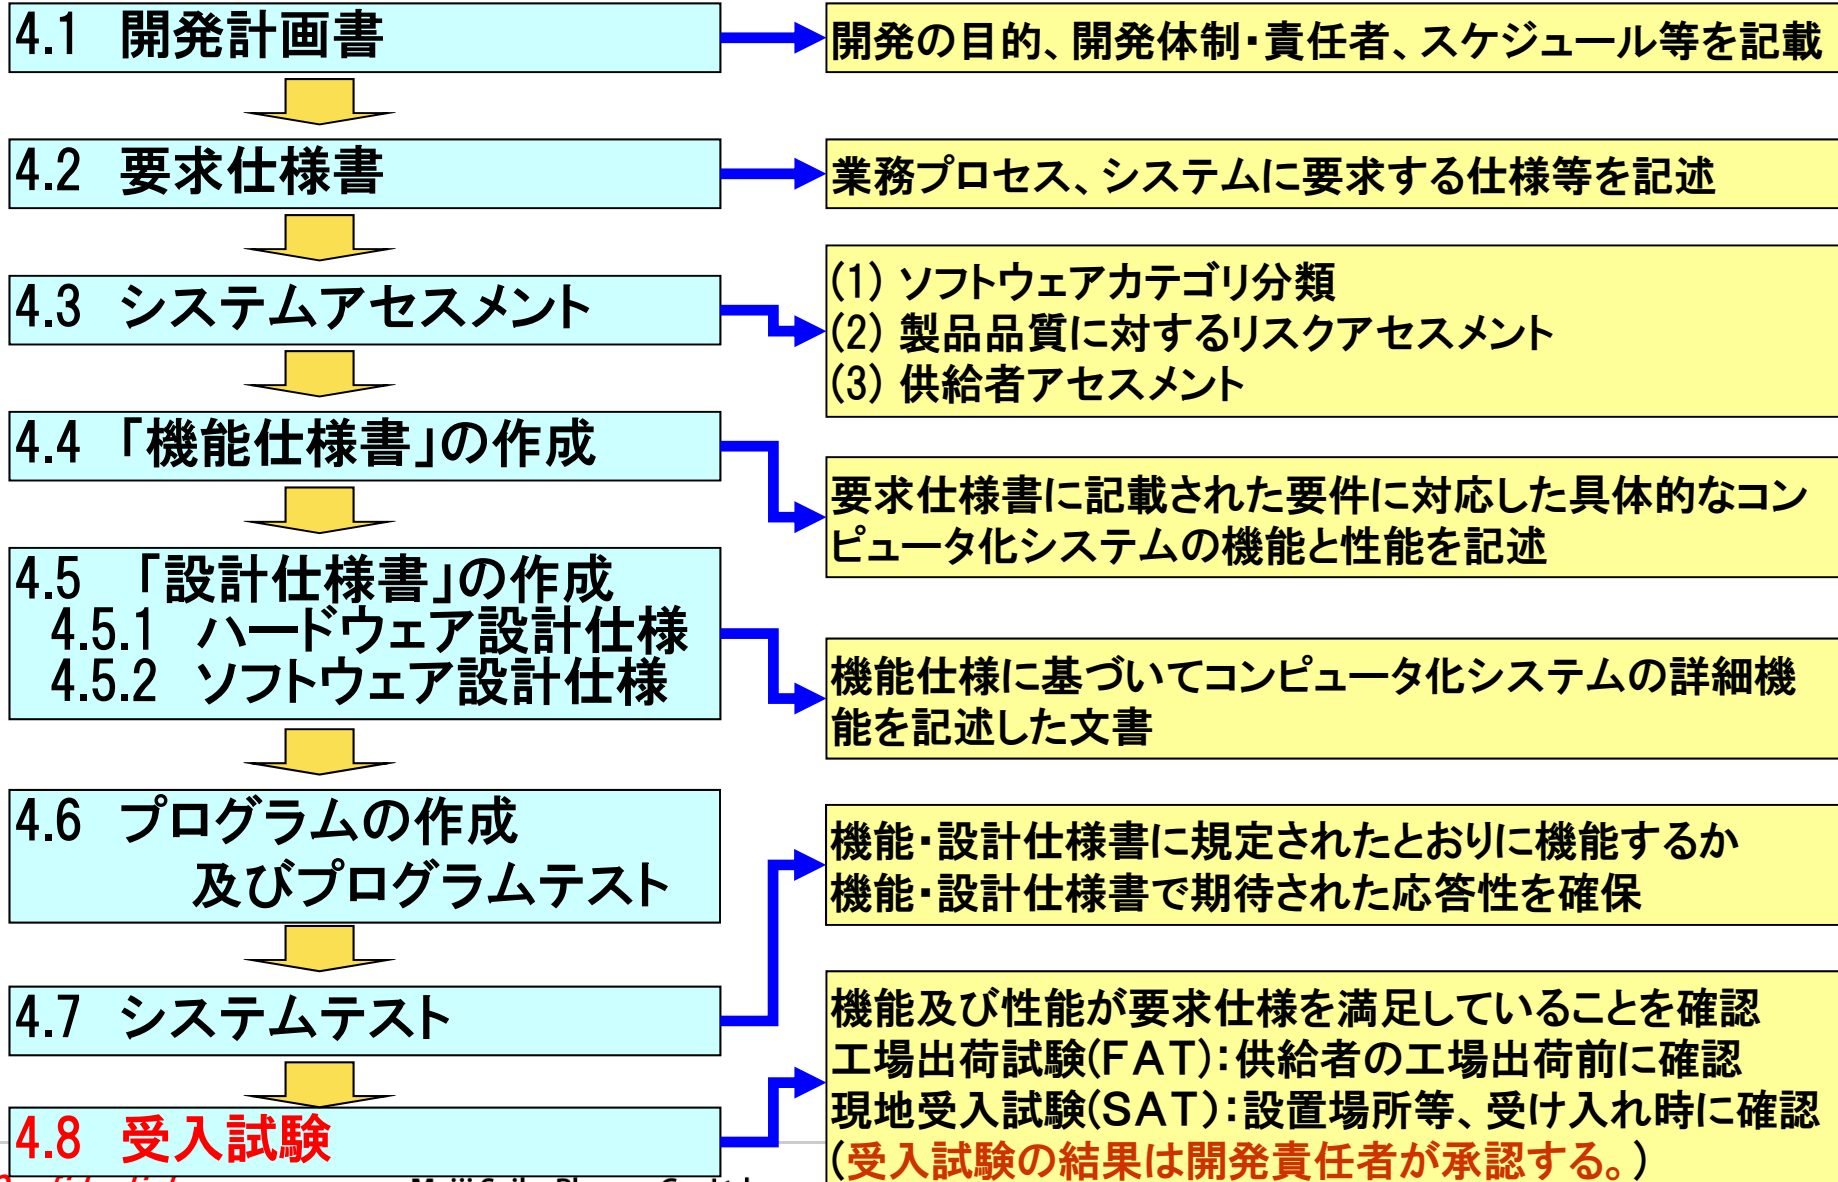 4.1 開発計画書
開発の目的、開発体制・責任者、スケジュール等を記載
4.2 要求仕様書
業務プロセス、システムに要求する仕様等を記述
4.3 システムアセスメント
(1) ソフトウェアカテゴリ分類
(2) 製品品質に対するリスクアセスメント
(3) 供給者アセスメント
4.4 「機能仕様書」の作成
要求仕様書に記載された要件に対応した具体的なコン
ピュータ化システムの機能と性能を記述
4.5 「設計仕様書」の作成
4.5.1 ハードウェア設計仕様
4.5.2 ソフトウェア設計仕様
機能仕様に基づいてコンピュータ化システムの詳細機
能を記述した文書
4.6 プログラムの作成
及びプログラムテスト
機能・設計仕様書に規定されたとおりに機能するか
機能・設計仕様書で期待された応答性を確保
4.7 システムテスト
4.8 受入試験
機能及び性能が要求仕様を満足していることを確認
工場出荷試験(FAT):供給者の工場出荷前に確認
現地受入試験(SAT):設置場所等、受け入れ時に確認
(受入試験の結果は開発責任者が承認する。)